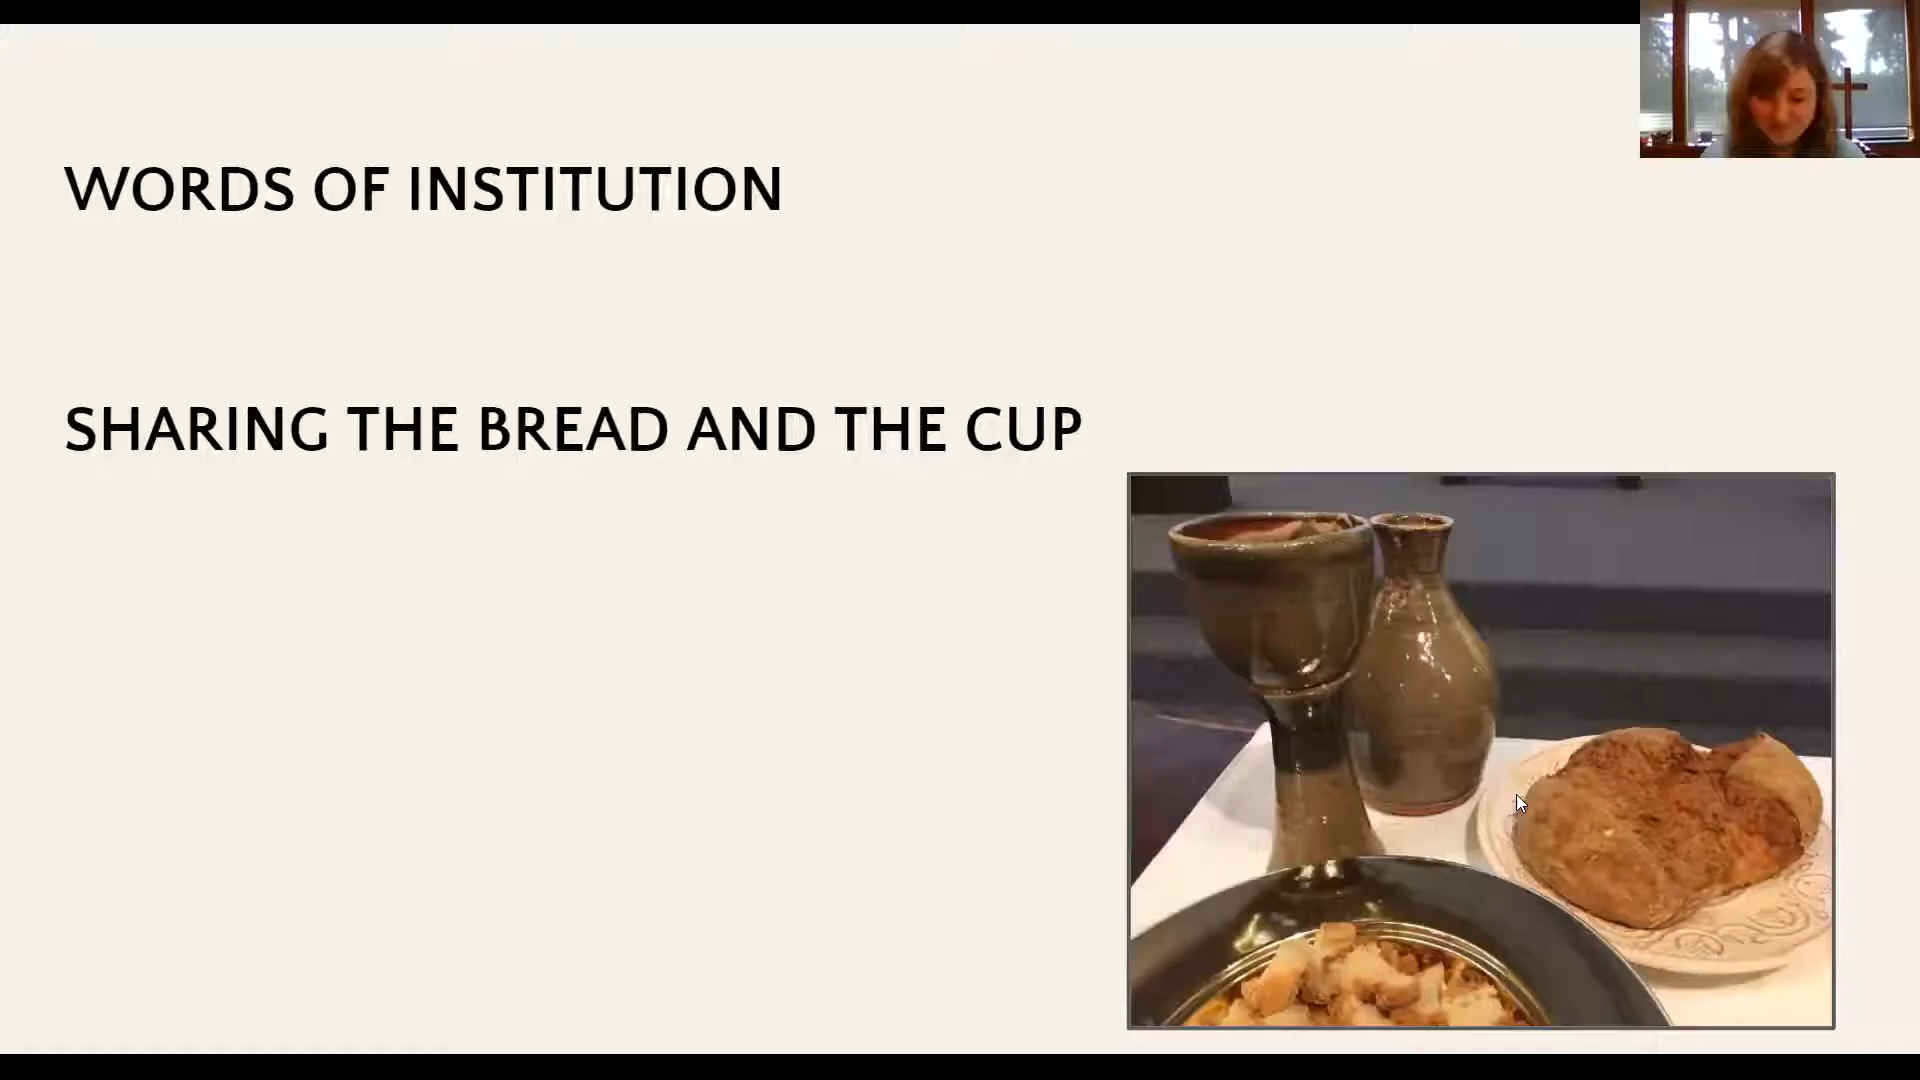 WORDS OF INSTITUTION
SHARING THE BREAD AND THE CUP